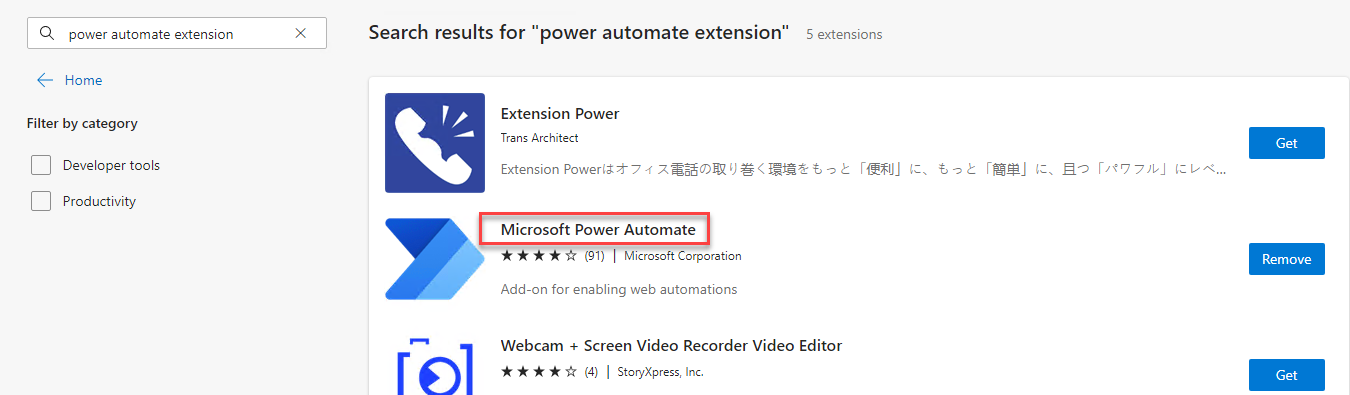 power automate extension
Search results for "power automate extension" 5 extensions
Home
Filter by category
Developer tools
Productivity
Extension Power
Trans Architect
Extension Powerはオフィス電話の取り巻く環境をもっと「便利」に、もっと「簡単」に、且つ「パワフル」にレベ...
Get
Microsoft Power Automate
★★★★☆ (91) | Microsoft Corporation
Add-on for enabling web automations
Remove
Webcam + Screen Video Recorder Video Editor
★★★★☆ (4) | StoryXpress, Inc.
Get